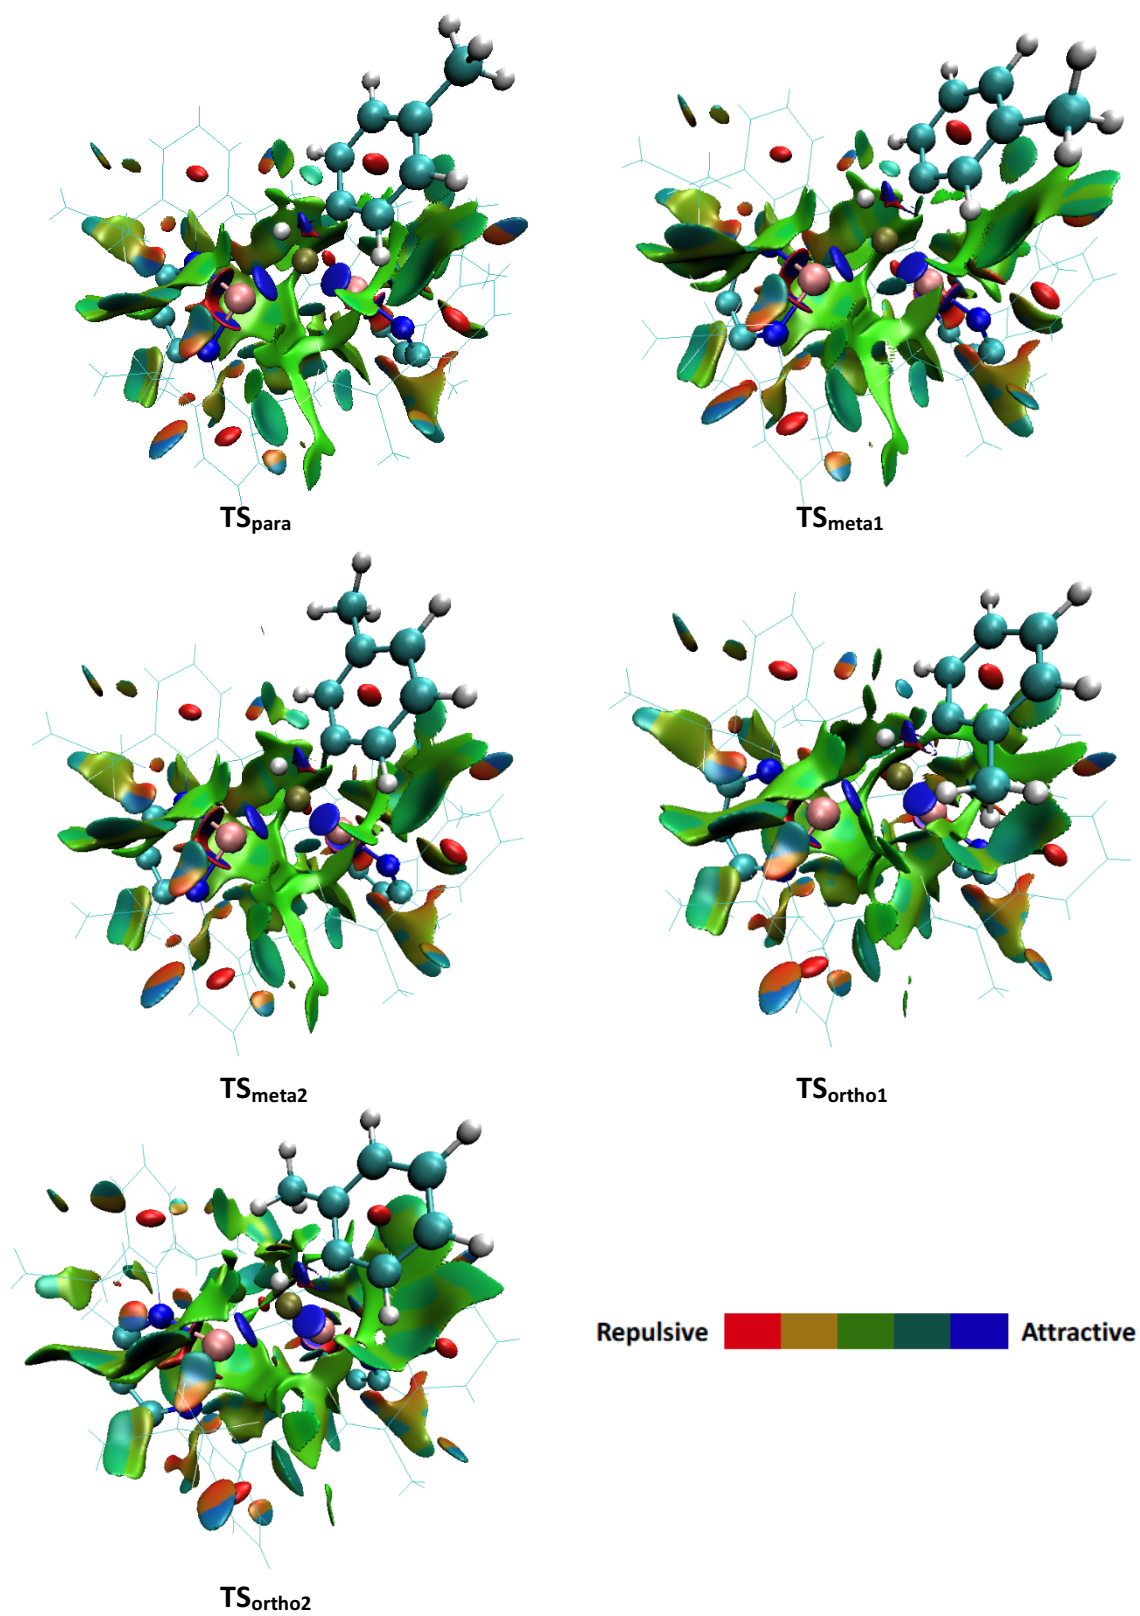 TSpara
TSmeta1
TSmeta2
TSortho1
Repulsive
Attractive
TSortho2